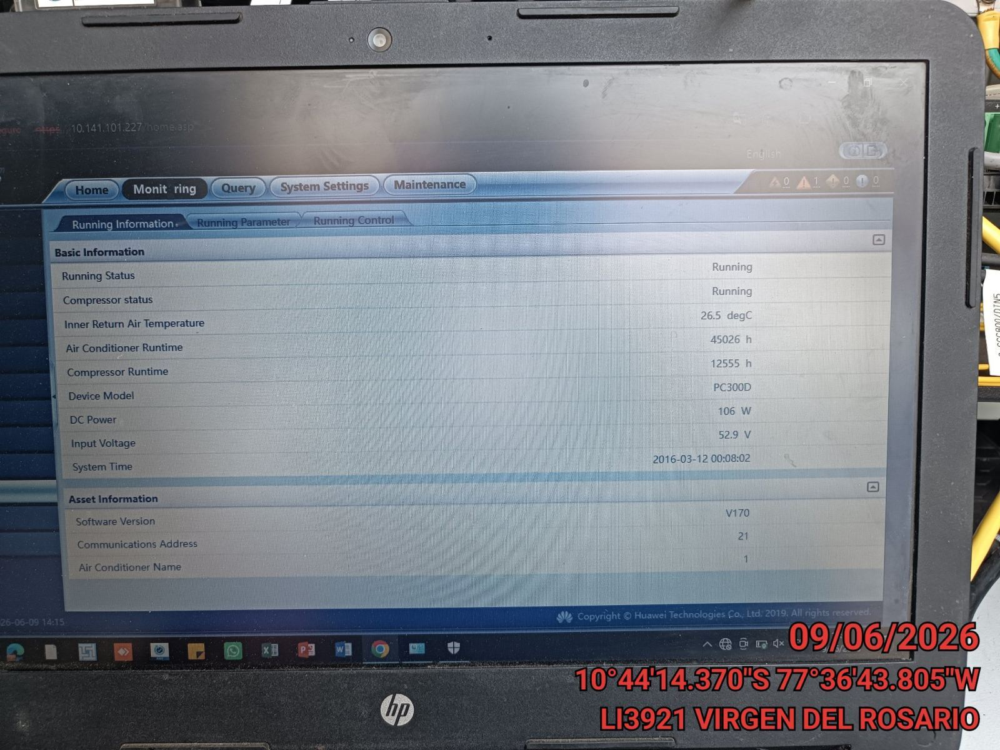 10.141.101.227/home.asp
English
Home Monit ring Query System Settings Maintenance 0 1 0 0
Running Information Running Parameter Running Control
Basic Information
Running Status Running
Compressor status Running
Inner Return Air Temperature 26.5 degC
Air Conditioner Runtime 45026 h
Compressor Runtime 12555 h
Device Model PC300D
DC Power 106 W
Input Voltage 52.9 V
System Time 2016-03-12 00:08:02
Asset Information
Software Version V170
Communications Address 21
Air Conditioner Name 1
Copyright © Huawei Technologies Co., Ltd. 2019. All rights reserved.
26-06-09 14:15
09/06/2026
10°44'14.370"S 77°36'43.805"W
LI3921 VIRGEN DEL ROSARIO
hp